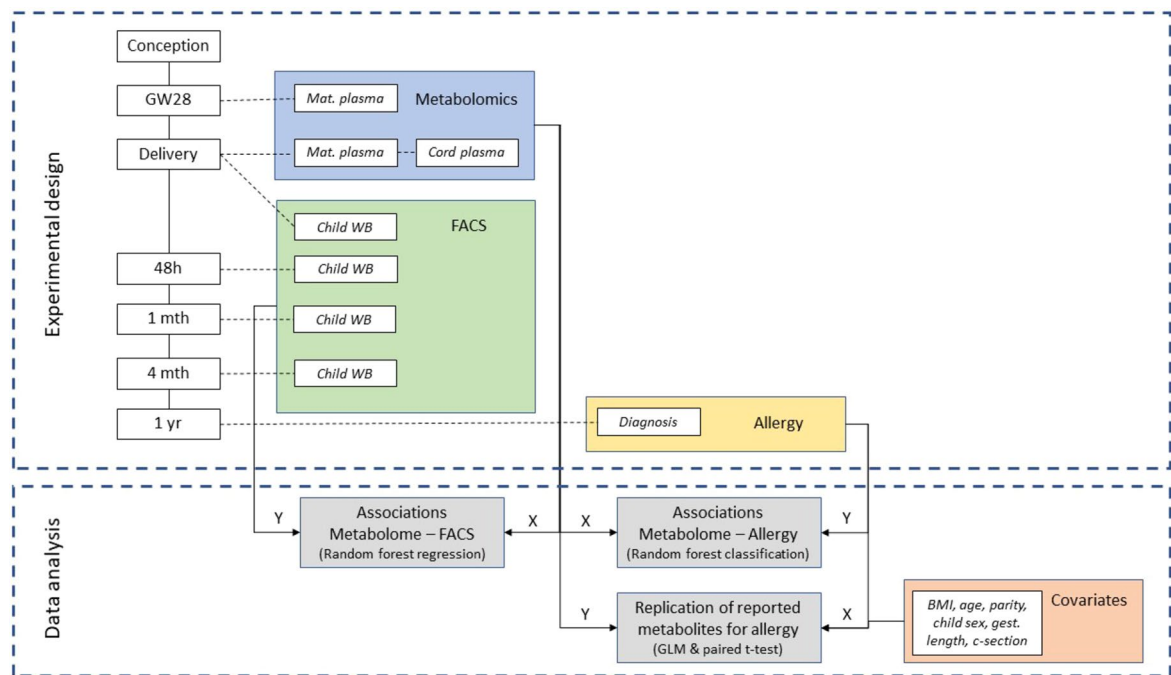 Experimental design
Conception
GW28
Delivery
48h
1 mth
4 mth
1 yr
Metabolomics
Mat. plasma
Mat. plasma
Cord plasma
FACS
Child WB
Child WB
Child WB
Child WB
Diagnosis
Allergy
Data analysis
Y
Associations
Metabolome – FACS
(Random forest regression)
X
X
Associations
Metabolome – Allergy
(Random forest classification)
Y
Y
Replication of reported
metabolites for allergy
(GLM & paired t-test)
X
BMI, age, parity,
child sex, gest.
length, c-section
Covariates